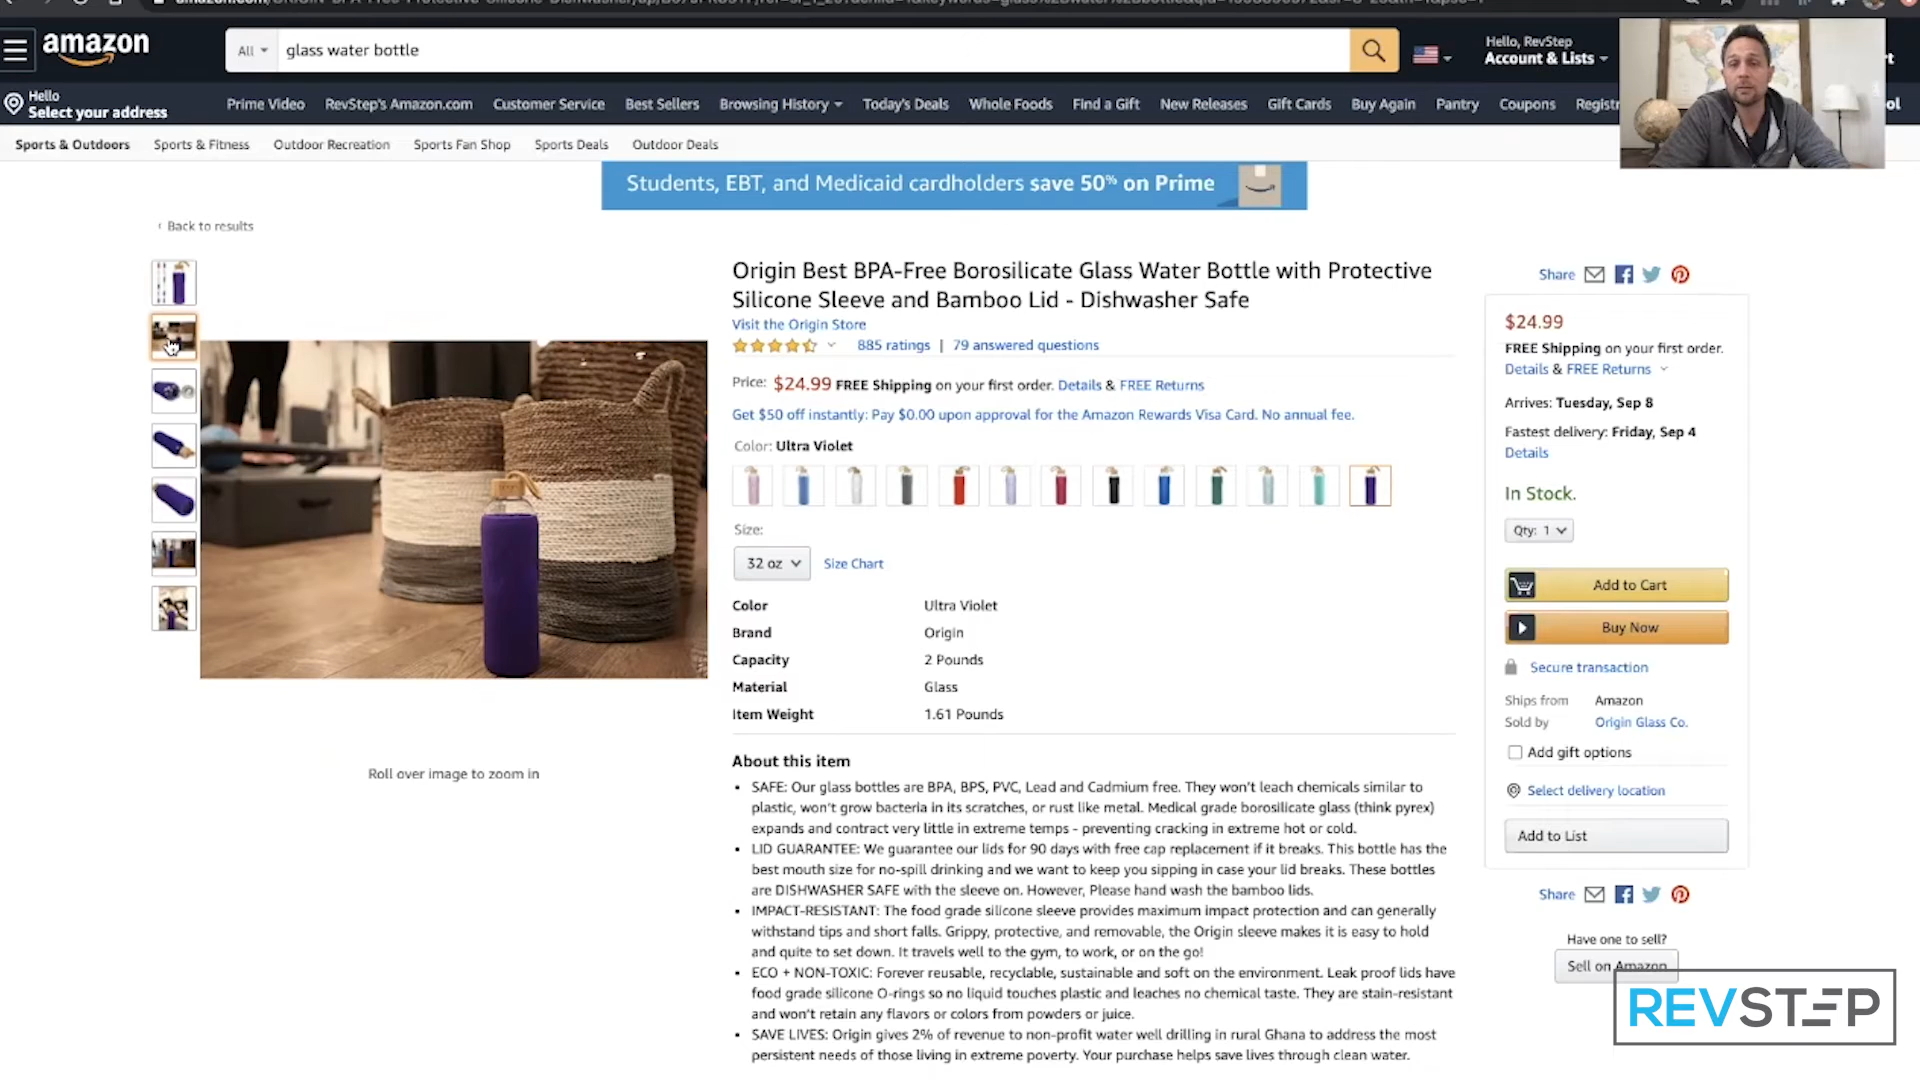 amazon
All
glass water bottle
Hello, RevStep
Account & Lists
Hello
Select your address
Prime Video
RevStep's Amazon.com
Customer Service
Best Sellers
Browsing History
Today's Deals
Whole Foods
Find a Gift
New Releases
Gift Cards
Buy Again
Pantry
Coupons
Sports & Outdoors
Sports & Fitness
Outdoor Recreation
Sports Fan Shop
Sports Deals
Outdoor Deals
Students, EBT, and Medicaid cardholders save 50% on Prime
‹ Back to results
Origin Best BPA-Free Borosilicate Glass Water Bottle with Protective
Silicone Sleeve and Bamboo Lid - Dishwasher Safe
Visit the Origin Store
885 ratings | 79 answered questions
Price: $24.99 FREE Shipping on your first order. Details & FREE Returns
Get $50 off instantly: Pay $0.00 upon approval for the Amazon Rewards Visa Card. No annual fee.
Color: Ultra Violet
Size:
32 oz
Size Chart
Color Ultra Violet
Brand Origin
Capacity 2 Pounds
Material Glass
Item Weight 1.61 Pounds
About this item
• SAFE: Our glass bottles are BPA, BPS, PVC, Lead and Cadmium free. They won't leach chemicals similar to
plastic, won't grow bacteria in its scratches, or rust like metal. Medical grade borosilicate glass (think pyrex)
expands and contract very little in extreme temps - preventing cracking in extreme hot or cold.
• LID GUARANTEE: We guarantee our lids for 90 days with free cap replacement if it breaks. This bottle has the
best mouth size for no-spill drinking and we want to keep you sipping in case your lid breaks. These bottles
are DISHWASHER SAFE with the sleeve on. However, Please hand wash the bamboo lids.
• IMPACT-RESISTANT: The food grade silicone sleeve provides maximum impact protection and can generally
withstand tips and short falls. Grippy, protective, and removable, the Origin sleeve makes it is easy to hold
and quite to set down. It travels well to the gym, to work, or on the go!
• ECO + NON-TOXIC: Forever reusable, recyclable, sustainable and soft on the environment. Leak proof lids have
food grade silicone O-rings so no liquid touches plastic and leaches no chemical taste. They are stain-resistant
and won't retain any flavors or colors from powders or juice.
• SAVE LIVES: Origin gives 2% of revenue to non-profit water well drilling in rural Ghana to address the most
persistent needs of those living in extreme poverty. Your purchase helps save lives through clean water.
Roll over image to zoom in
Share
$24.99
FREE Shipping on your first order.
Details & FREE Returns
Arrives: Tuesday, Sep 8
Fastest delivery: Friday, Sep 4
Details
In Stock.
Qty: 1
Add to Cart
Buy Now
Secure transaction
Ships from Amazon
Sold by Origin Glass Co.
Add gift options
Select delivery location
Add to List
Share
Have one to sell?
Sell on Amazon
REVSTEP